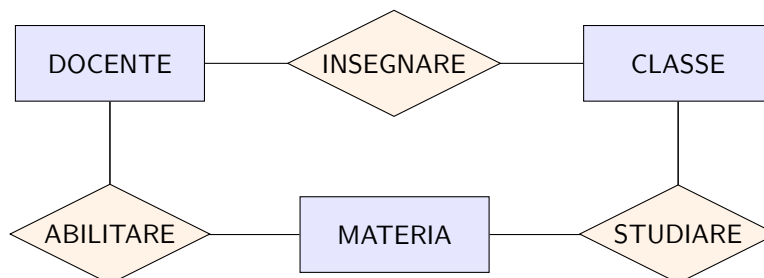 DOCENTE INSEGNARE CLASSE
ABILITARE MATERIA STUDIARE